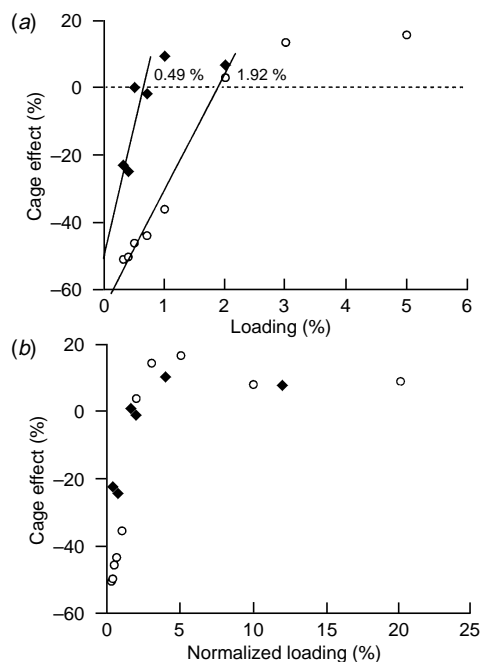 (a)
20
0
–20
–40
–60
Cage effect (%)
0.49 %
1.92 %
0 1 2 3 4 5 6
Loading (%)
(b)
20
0
–20
–40
–60
Cage effect (%)
0 5 10 15 20 25
Normalized loading (%)